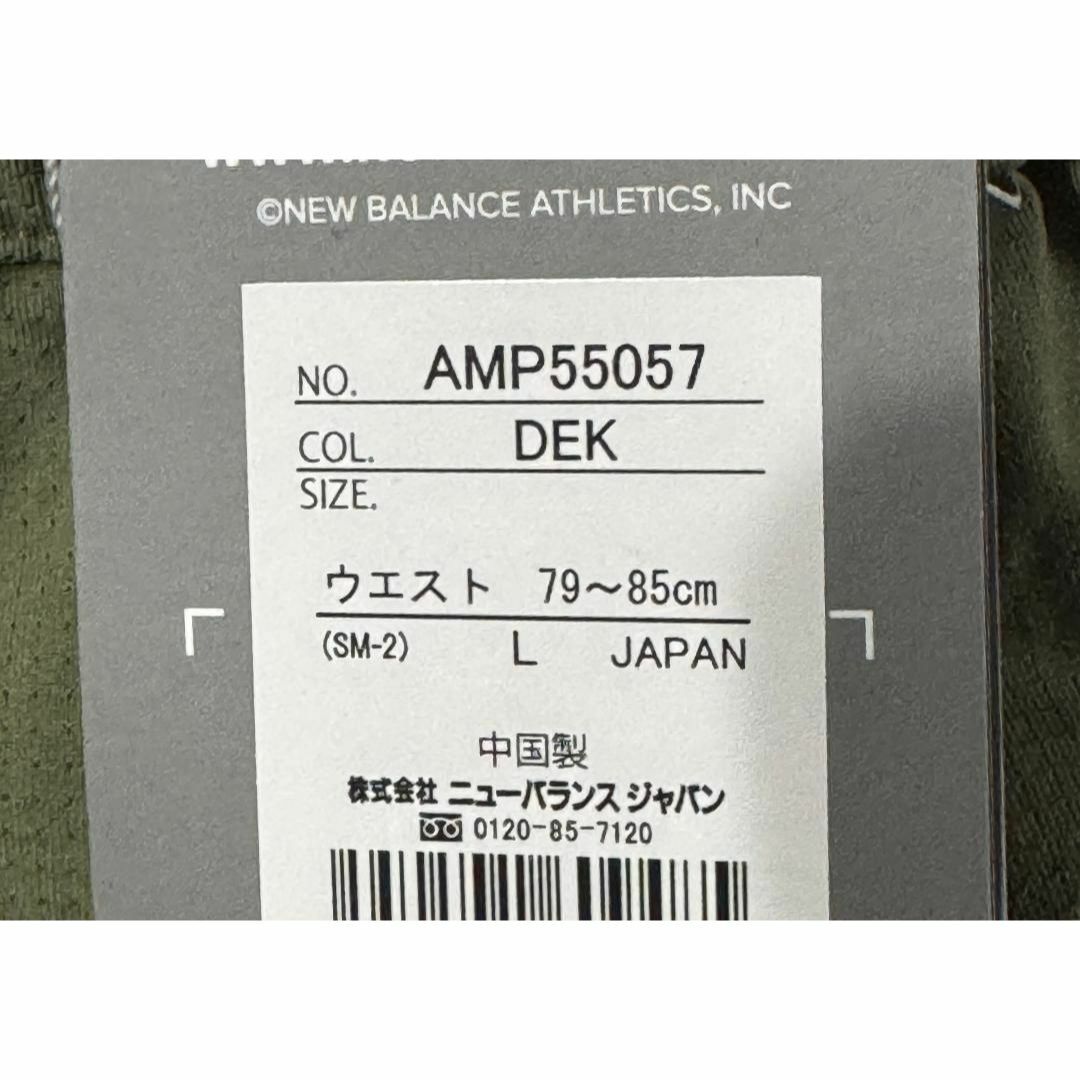 ©NEW BALANCE ATHLETICS, INC
NO. AMP55057
COL. DEK
SIZE.
ウエスト 79～85cm
(SM-2) L JAPAN
中国製
株式会社 ニューバランス ジャパン
0120-85-7120